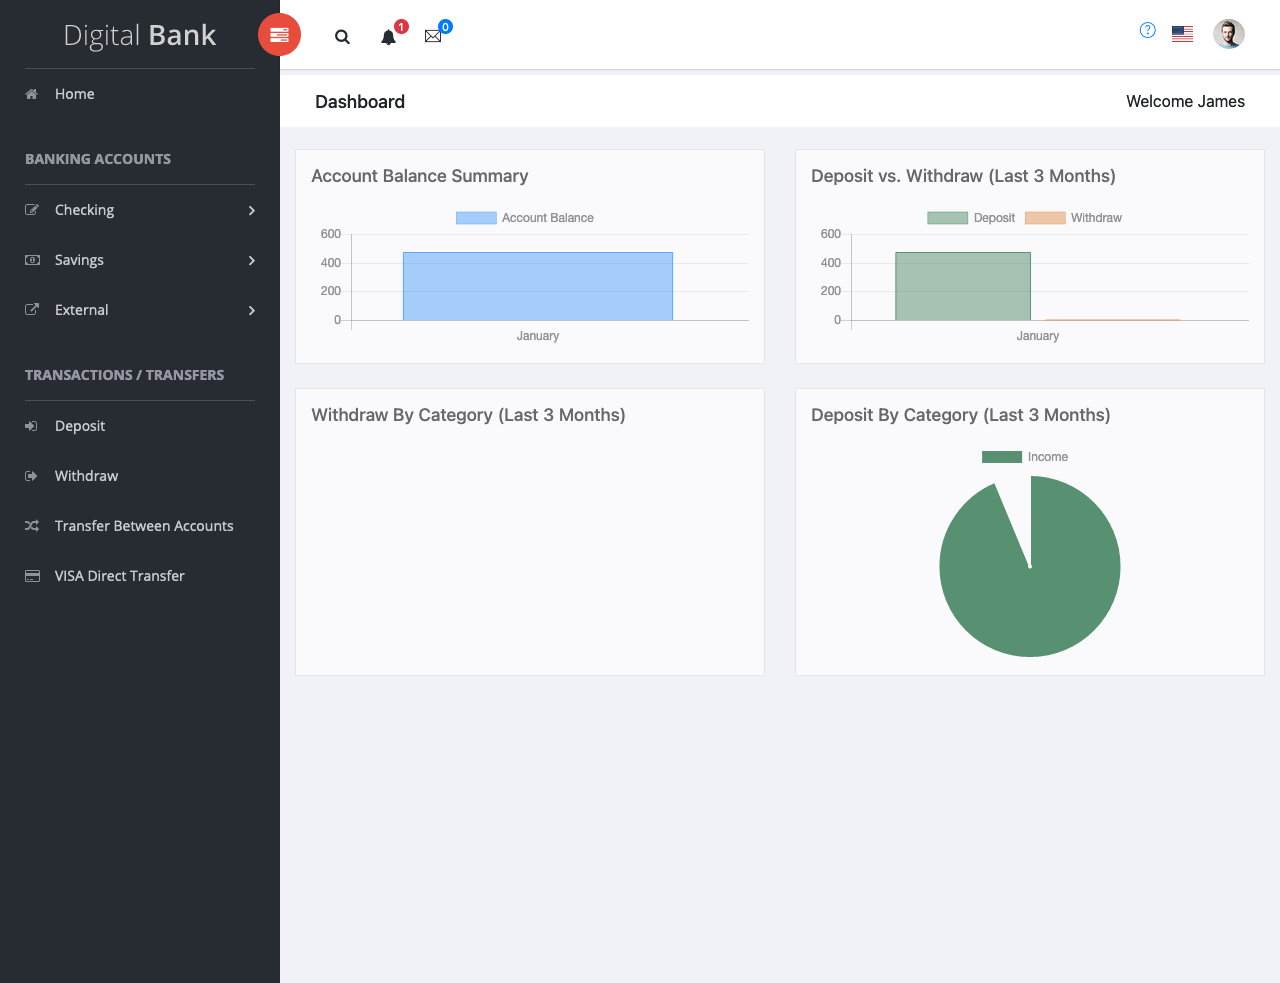 Digital Bank
1
0
Home
Dashboard
Welcome James
BANKING ACCOUNTS
Checking
Savings
External
TRANSACTIONS / TRANSFERS
Deposit
Withdraw
Transfer Between Accounts
VISA Direct Transfer
Account Balance Summary
Account Balance
600
400
200
0
January
Deposit vs. Withdraw (Last 3 Months)
Deposit Withdraw
600
400
200
0
January
Withdraw By Category (Last 3 Months)
Deposit By Category (Last 3 Months)
Income